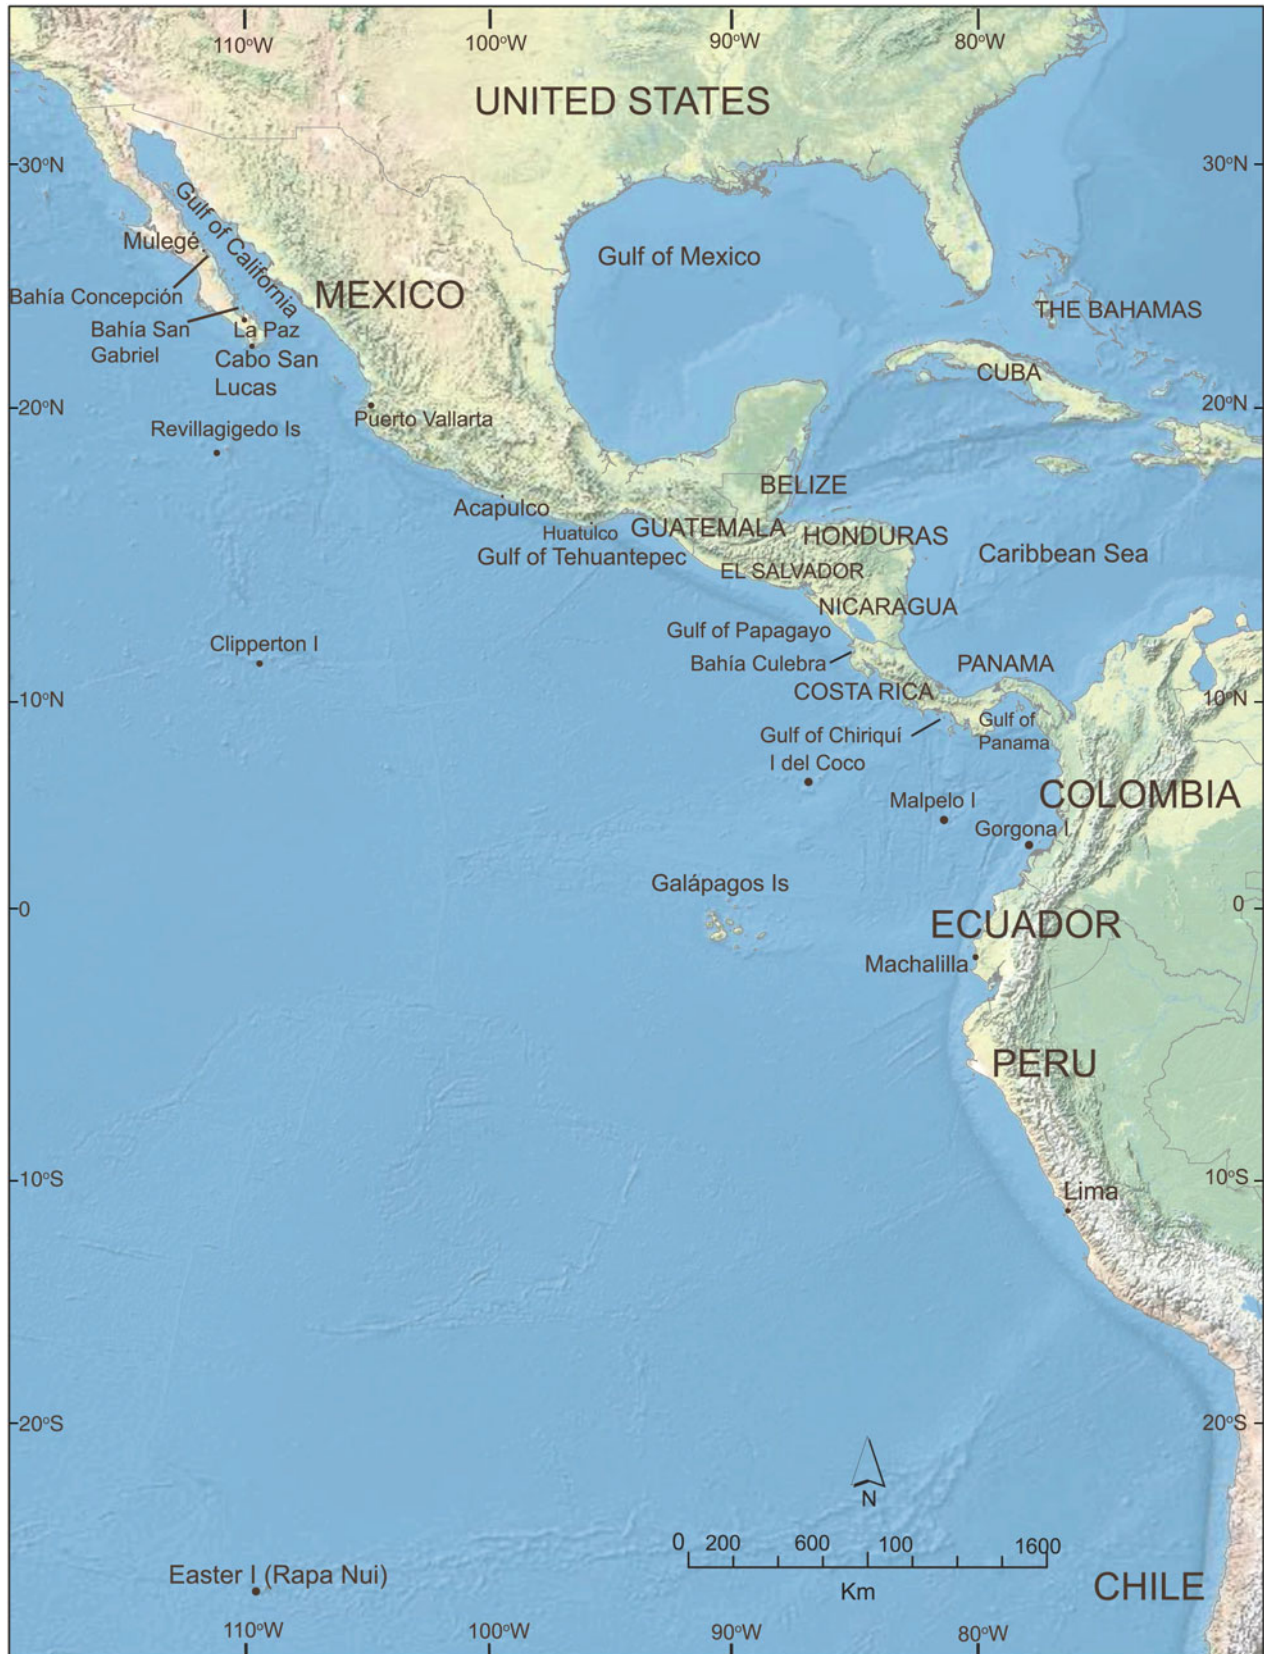 110°W
100°W
90°W
80°W
UNITED STATES
30°N
30°N
Gulf of California
Mulegé
Gulf of Mexico
Bahía Concepción
MEXICO
THE BAHAMAS
Bahía San
Gabriel
La Paz
Cabo San
Lucas
CUBA
20°N
20°N
Puerto Vallarta
Revillagigedo Is
BELIZE
Acapulco
Huatulco
GUATEMALA
HONDURAS
Gulf of Tehuantepec
Caribbean Sea
EL SALVADOR
NICARAGUA
Gulf of Papagayo
Clipperton I
Bahía Culebra
PANAMA
COSTA RICA
10°N
10°N
Gulf of
Panama
Gulf of Chiriquí
I del Coco
COLOMBIA
Malpelo I
Gorgona I
Galápagos Is
0
0
ECUADOR
Machalilla
PERU
10°S
10°S
Lima
20°S
20°S
N
0 200 600 100 1600
Km
Easter I (Rapa Nui)
CHILE
110°W
100°W
90°W
80°W